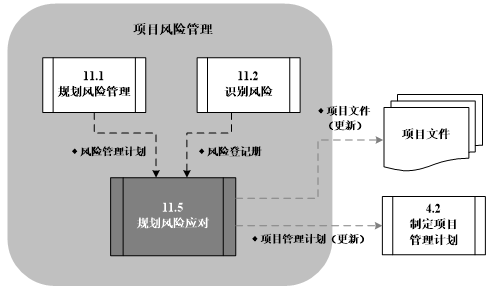 项目风险管理
11.1
规划风险管理
11.2
识别风险
◆项目文件
（更新）
项目文件
◆风险管理计划
◆风险登记册
11.5
规划风险应对
◆项目管理计划（更新）
4.2
制定项目
管理计划